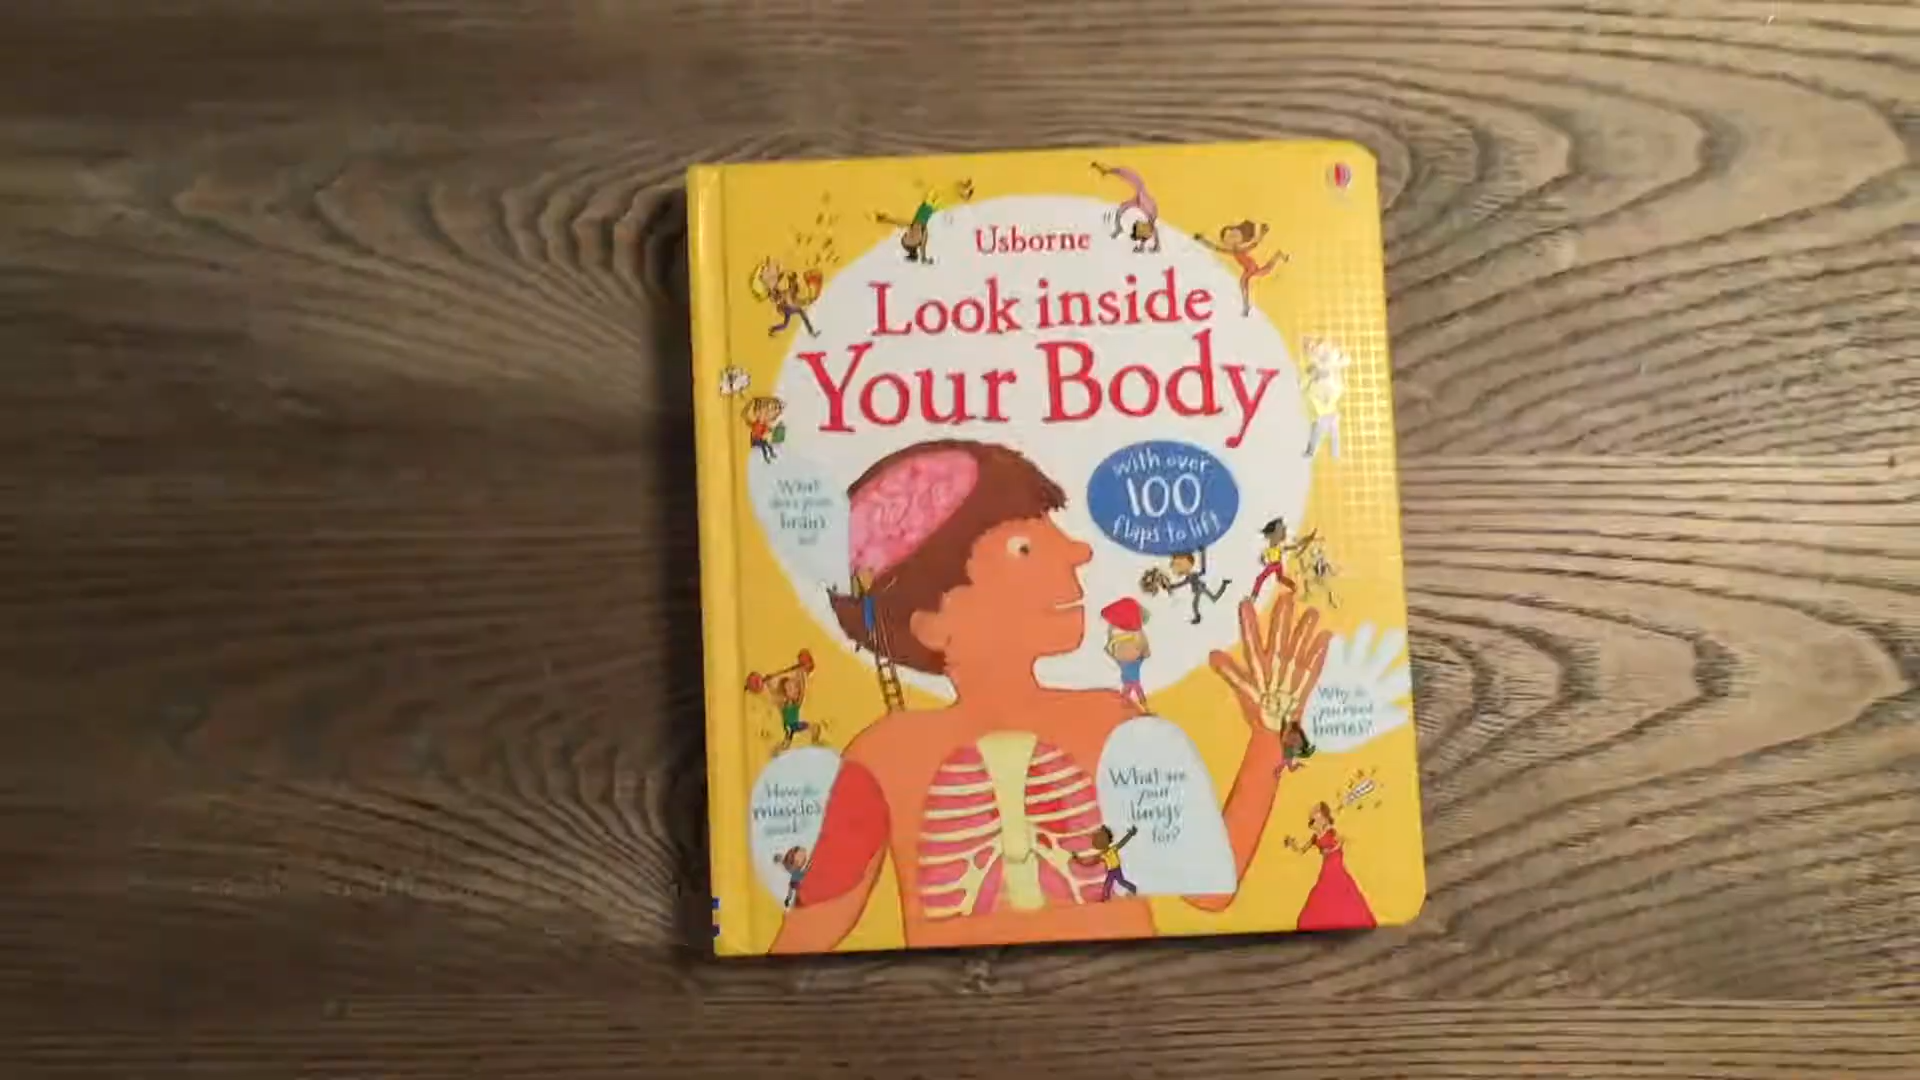 Usborne
Look inside
Your Body
with over
100
flaps to lift
What
does your
brain
do?
Why do
you need
bones?
How do
muscles
work?
What are
your
lungs
for?